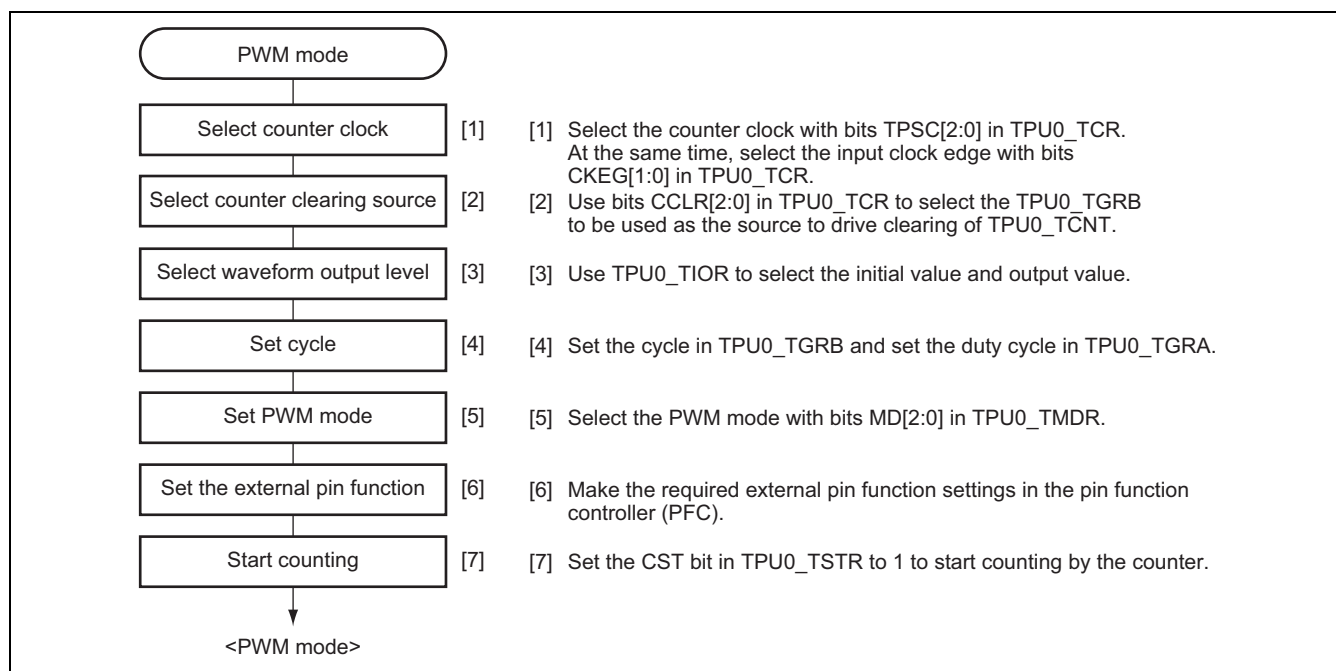 PWM mode
Select counter clock [1]
[1] Select the counter clock with bits TPSC[2:0] in TPU0_TCR.
At the same time, select the input clock edge with bits
CKEG[1:0] in TPU0_TCR.
Select counter clearing source [2]
[2] Use bits CCLR[2:0] in TPU0_TCR to select the TPU0_TGRB
to be used as the source to drive clearing of TPU0_TCNT.
Select waveform output level [3]
[3] Use TPU0_TIOR to select the initial value and output value.
Set cycle [4]
[4] Set the cycle in TPU0_TGRB and set the duty cycle in TPU0_TGRA.
Set PWM mode [5]
[5] Select the PWM mode with bits MD[2:0] in TPU0_TMDR.
Set the external pin function [6]
[6] Make the required external pin function settings in the pin function
controller (PFC).
Start counting [7]
[7] Set the CST bit in TPU0_TSTR to 1 to start counting by the counter.
<PWM mode>